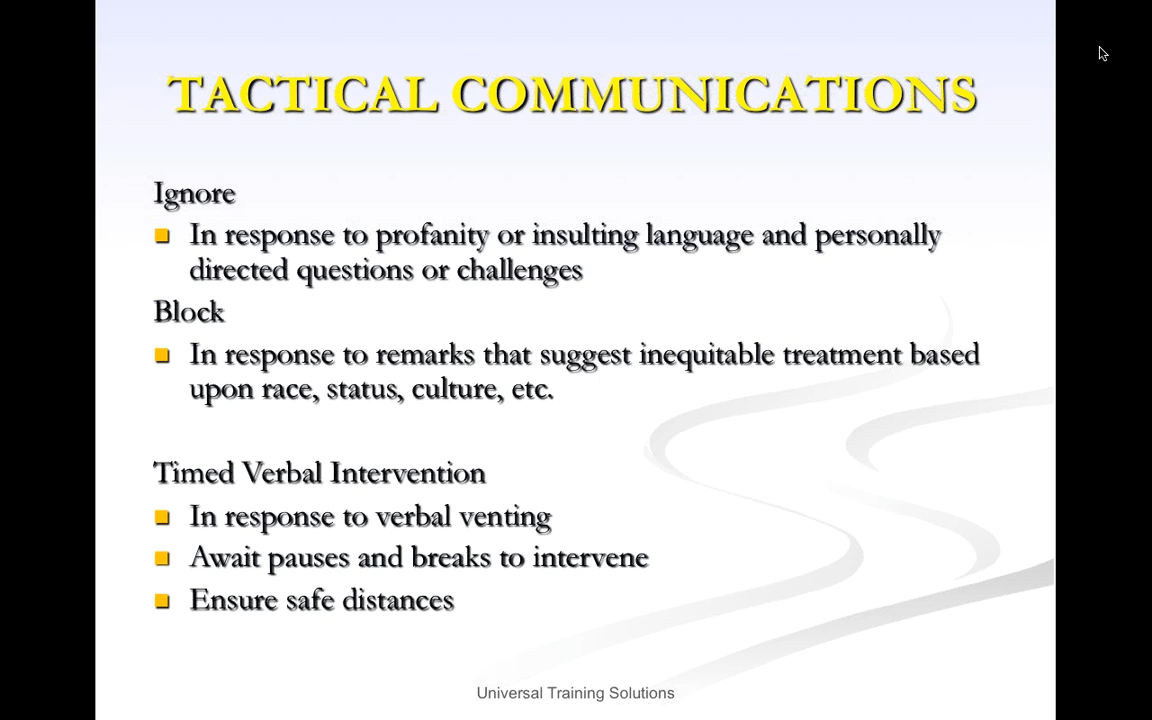 TACTICAL COMMUNICATIONS
Ignore
In response to profanity or insulting language and personally
directed questions or challenges
Block
In response to remarks that suggest inequitable treatment based
upon race, status, culture, etc.
Timed Verbal Intervention
In response to verbal venting
Await pauses and breaks to intervene
Ensure safe distances
Universal Training Solutions